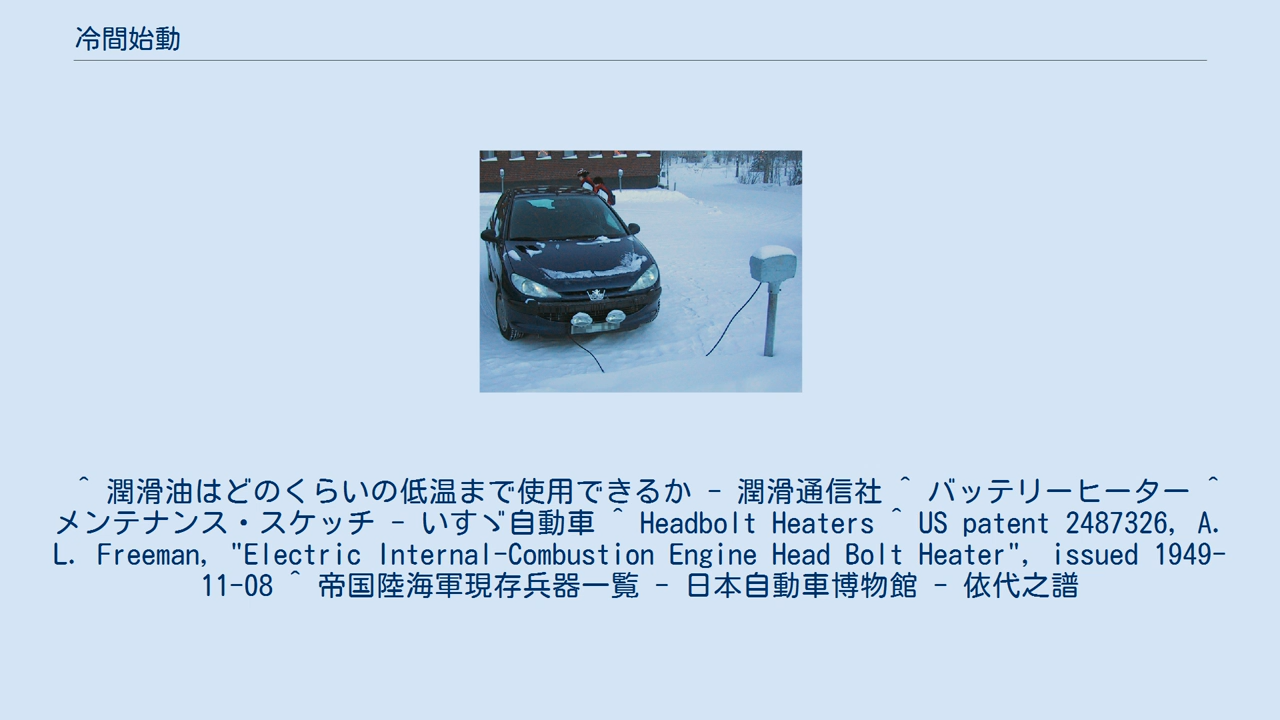 冷間始動
^ 潤滑油はどのくらいの低温まで使用できるか - 潤滑通信社 ^ バッテリーヒーター ^
メンテナンス・スケッチ - いすゞ自動車 ^ Headbolt Heaters ^ US patent 2487326, A.
L. Freeman, "Electric Internal-Combustion Engine Head Bolt Heater", issued 1949-
11-08 ^ 帝国陸海軍現存兵器一覧 - 日本自動車博物館 - 依代之譜